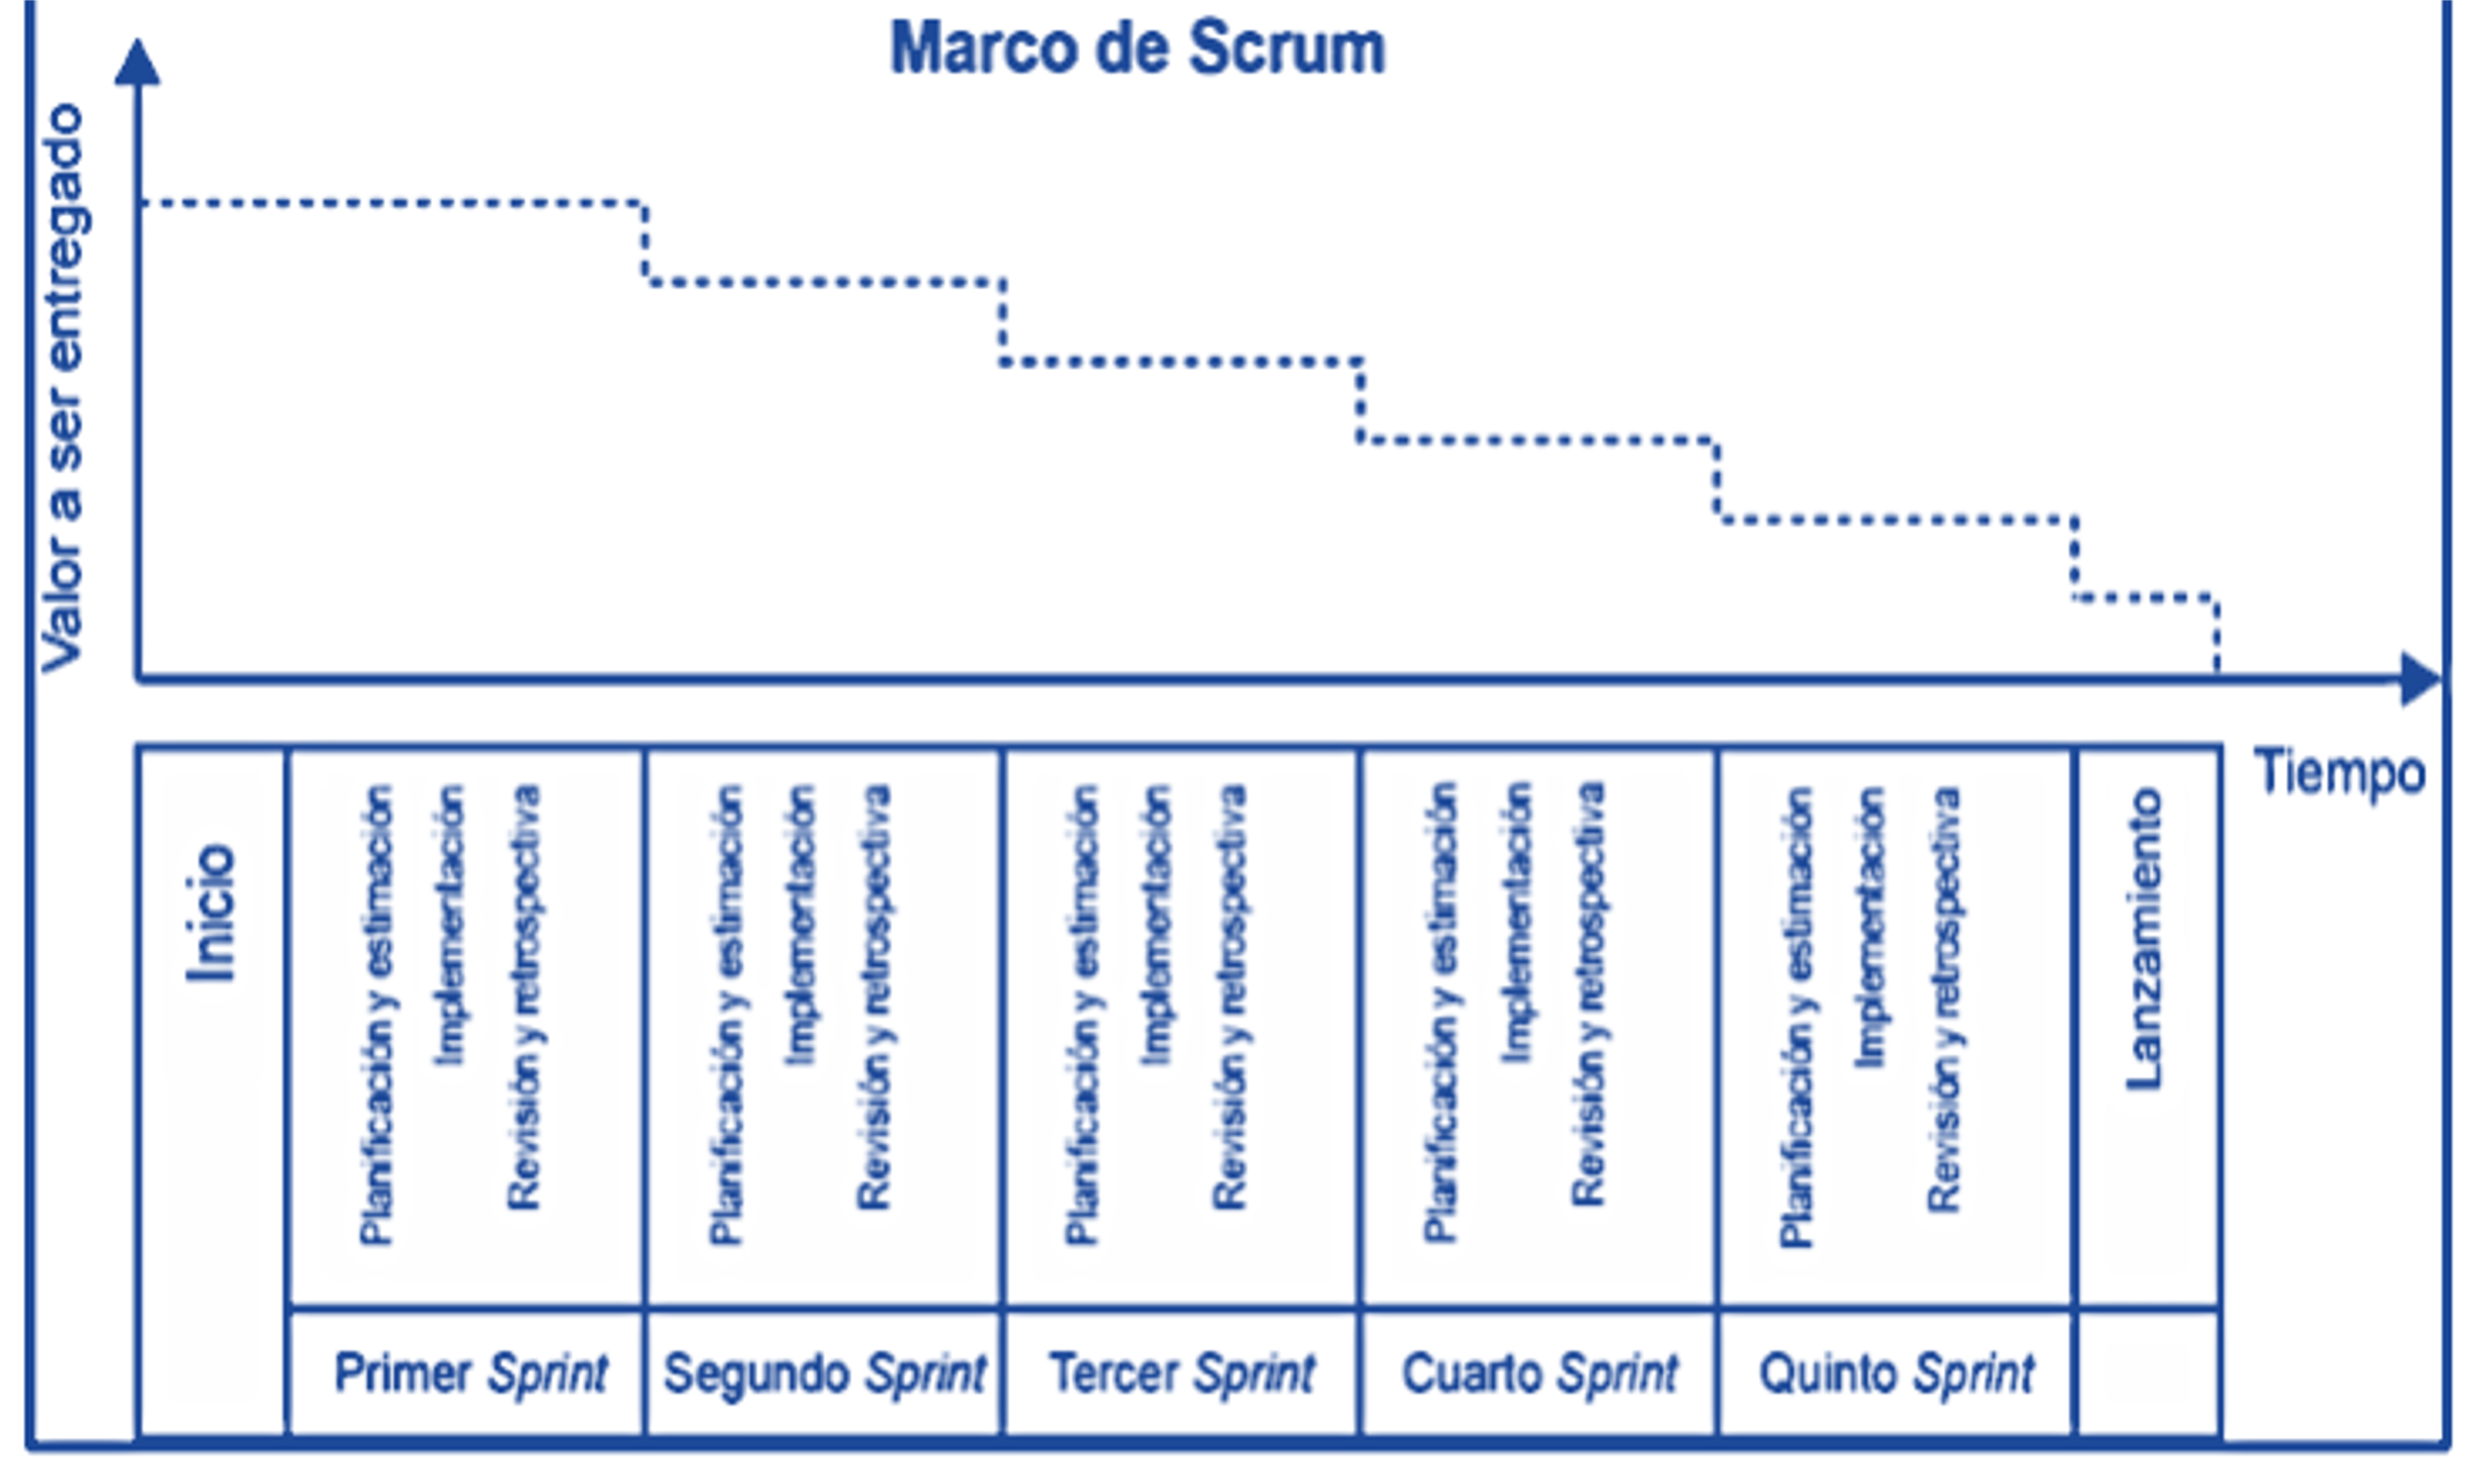 Marco de Scrum
Valor a ser entregado
Tiempo
Inicio
Planificación y estimación
Implementación
Revisión y retrospectiva
Planificación y estimación
Implementación
Revisión y retrospectiva
Planificación y estimación
Implementación
Revisión y retrospectiva
Planificación y estimación
Implementación
Revisión y retrospectiva
Planificación y estimación
Implementación
Revisión y retrospectiva
Lanzamiento
Primer Sprint
Segundo Sprint
Tercer Sprint
Cuarto Sprint
Quinto Sprint